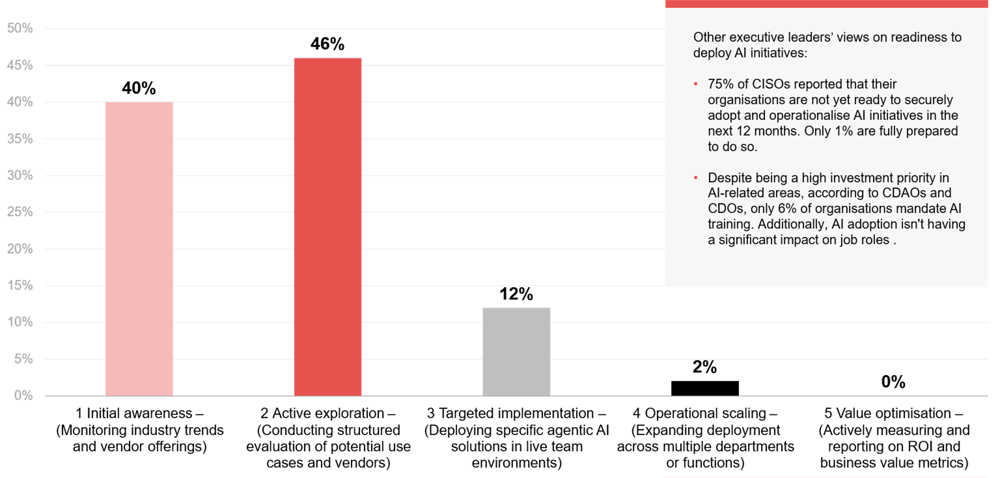 50%
45%
40%
35%
30%
25%
20%
15%
10%
5%
0%
40%
46%
12%
2%
0%
1 Initial awareness –
(Monitoring industry trends
and vendor offerings)
2 Active exploration –
(Conducting structured
evaluation of potential use
cases and vendors)
3 Targeted implementation –
(Deploying specific agentic AI
solutions in live team
environments)
4 Operational scaling –
(Expanding deployment
across multiple departments
or functions)
5 Value optimisation –
(Actively measuring and
reporting on ROI and
business value metrics)
Other executive leaders’ views on readiness to
deploy AI initiatives:
• 75% of CISOs reported that their
organisations are not yet ready to securely
adopt and operationalise AI initiatives in the
next 12 months. Only 1% are fully prepared
to do so.
• Despite being a high investment priority in
AI-related areas, according to CDAOs and
CDOs, only 6% of organisations mandate AI
training. Additionally, AI adoption isn't having
a significant impact on job roles .